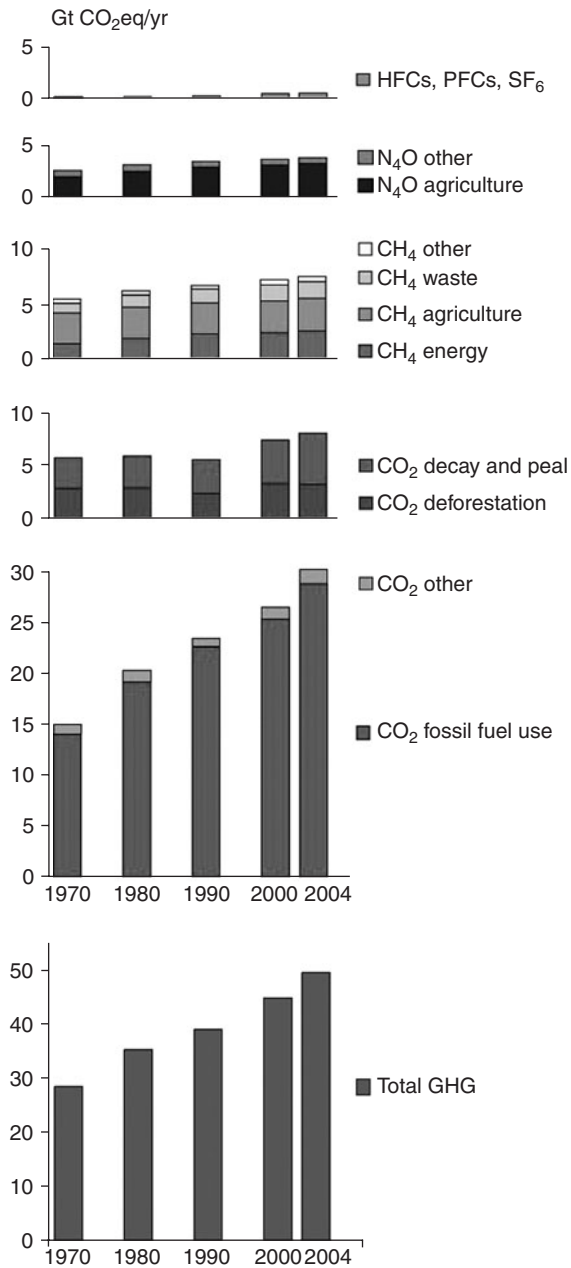 Gt CO₂eq/yr
5
0
HFCs, PFCs, SF₆
5
0
N₄O other
N₄O agriculture
10
5
0
CH₄ other
CH₄ waste
CH₄ agriculture
CH₄ energy
10
5
0
CO₂ decay and peal
CO₂ deforestation
30
25
20
15
10
5
0
CO₂ other
CO₂ fossil fuel use
1970 1980 1990 2000 2004
50
40
30
20
10
0
Total GHG
1970 1980 1990 2000 2004